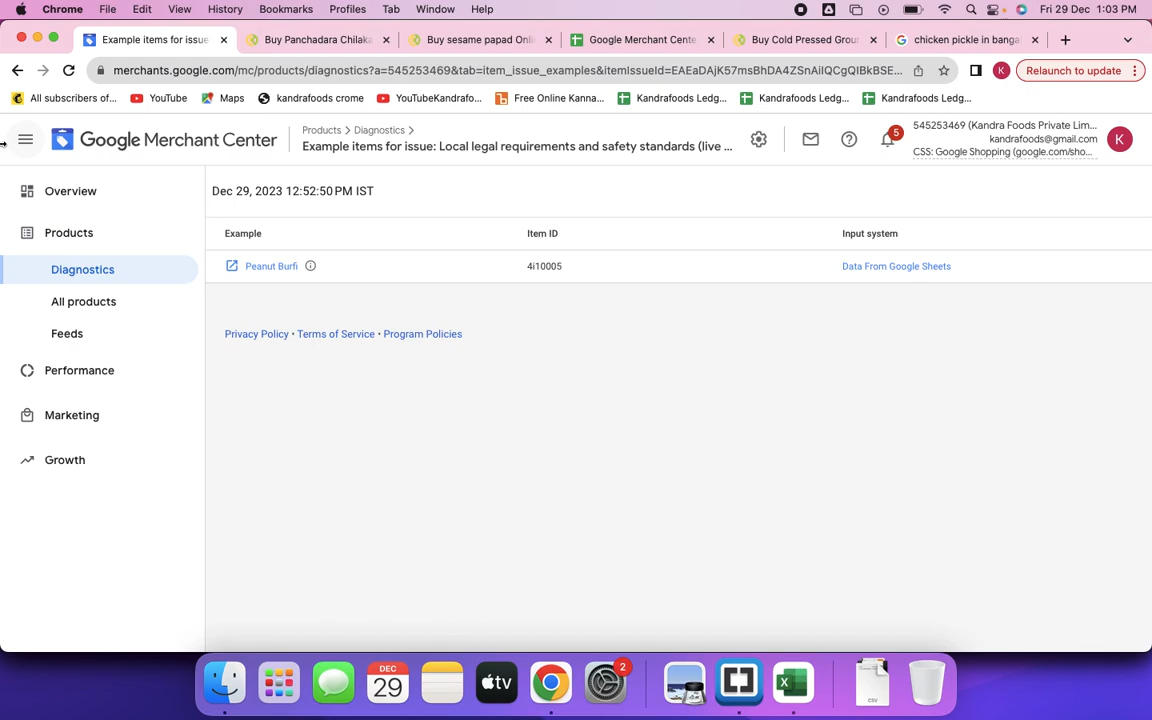 Chrome File Edit View History Bookmarks Profiles Tab Window Help Fri 29 Dec 1:03 PM
Example items for issue Buy Panchadara Chilaka Buy sesame papad Onli Google Merchant Cente Buy Cold Pressed Grou chicken pickle in banga
merchants.google.com/mc/products/diagnostics?a=545253469&tab=item_issue_examples&itemIssueId=EAEaDAjK57msBhDA4ZSnAilQCgQIBkBSE... K Relaunch to update
All subscribers of... YouTube Maps kandrafoods crome YouTubeKandrafo... Free Online Kanna... Kandrafoods Ledg... Kandrafoods Ledg... Kandrafoods Ledg...
Google Merchant Center
Products > Diagnostics >
Example items for issue: Local legal requirements and safety standards (live ...
5
545253469 (Kandra Foods Private Lim...
kandrafoods@gmail.com
CSS: Google Shopping (google.com/sho...
K
Overview
Products
Diagnostics
All products
Feeds
Performance
Marketing
Growth
Dec 29, 2023 12:52:50 PM IST
Example Item ID Input system
Peanut Burfi 4i10005 Data From Google Sheets
Privacy Policy • Terms of Service • Program Policies
DEC
29
tv
2
X
CSV